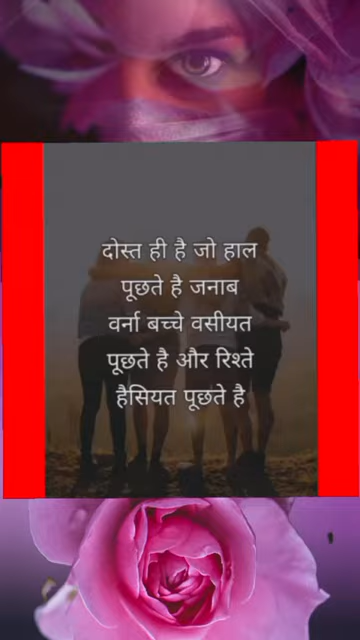 दोस्त ही है जो हाल
पूछते है जनाब
वर्ना बच्चे वसीयत
पूछते है और रिश्ते
हैसियत पूछते है